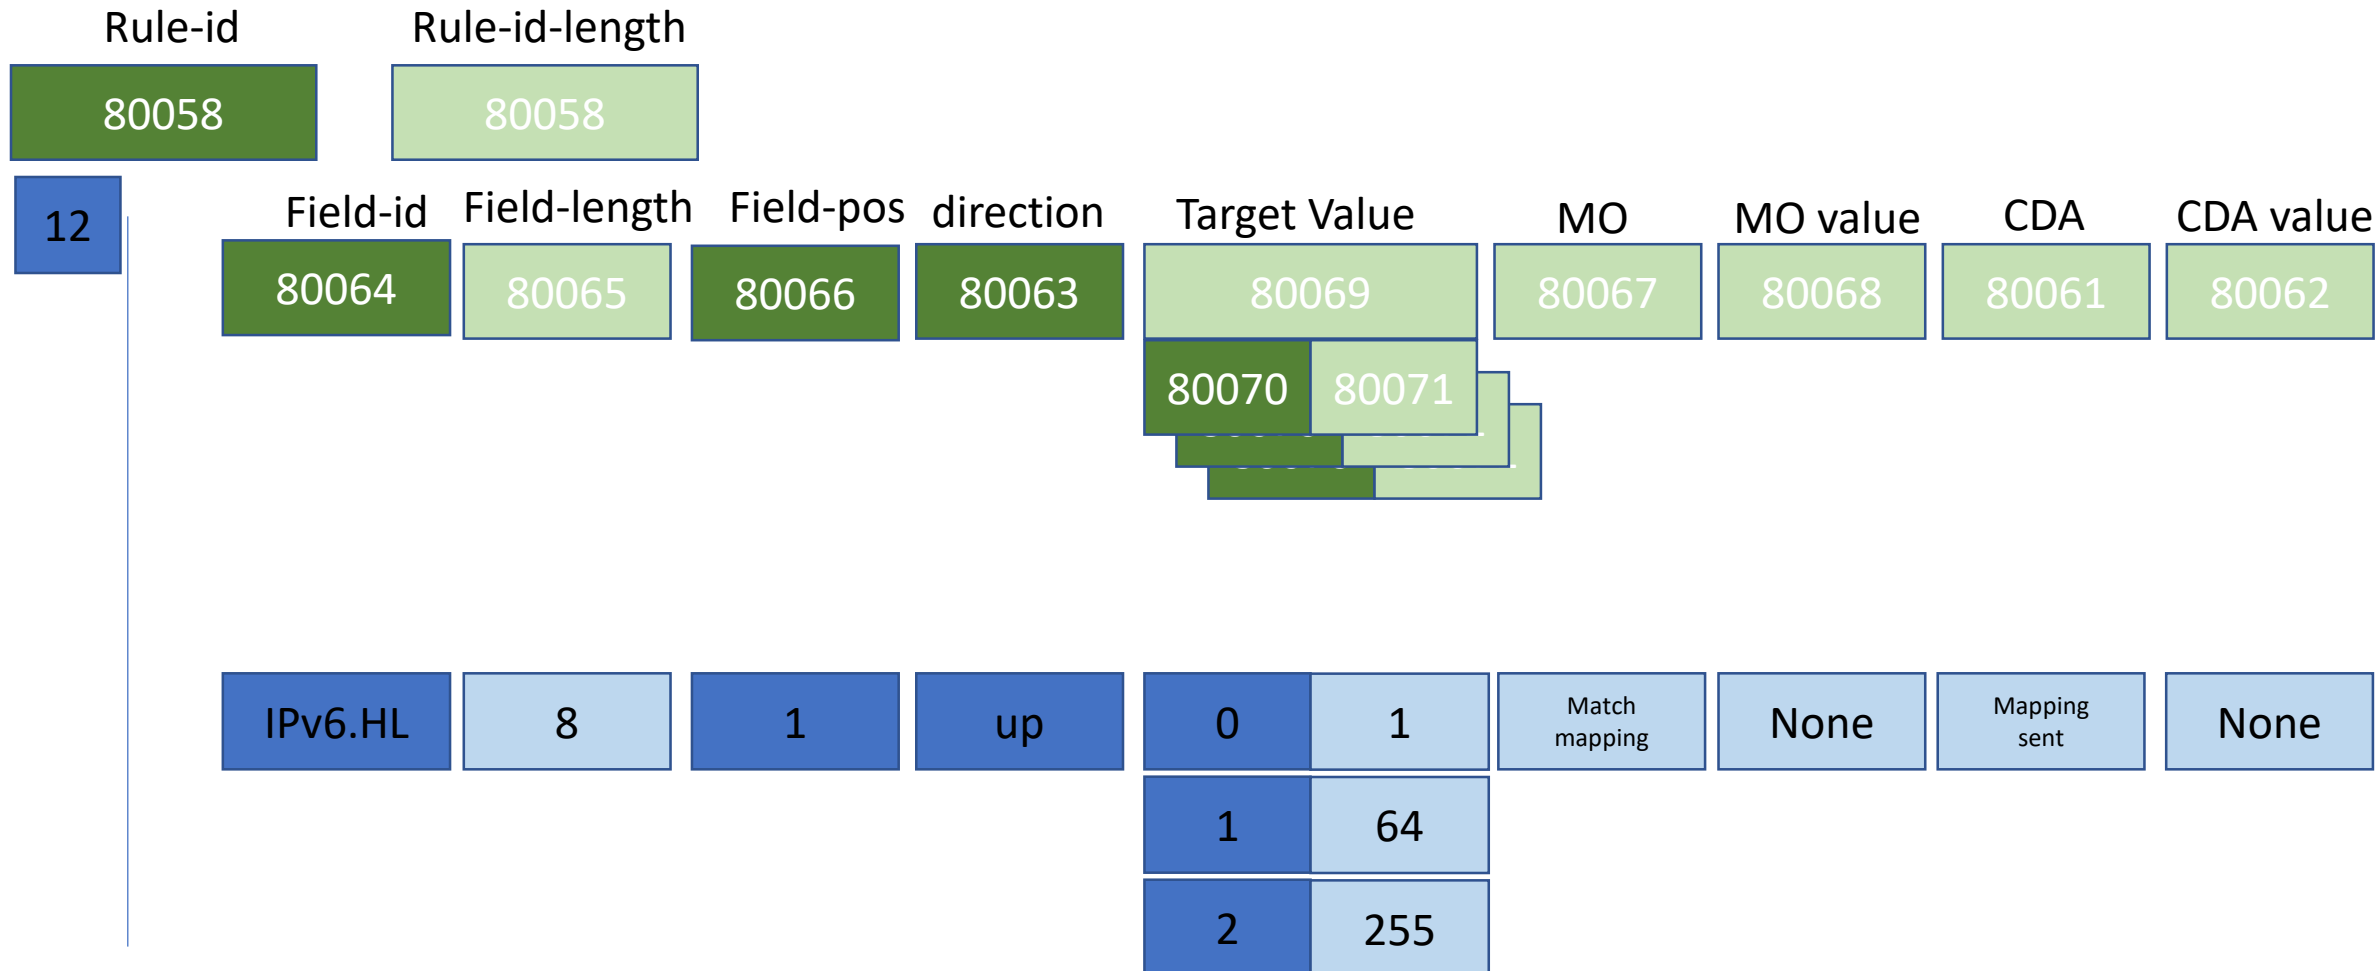 Rule-id Rule-id-length
80058 80058
12 Field-id Field-length Field-pos direction Target Value MO MO value CDA CDA value
80064 80065 80066 80063 80069 80067 80068 80061 80062
80070 80071
IPv6.HL 8 1 up 0 1 Match mapping None Mapping sent None
1 64
2 255